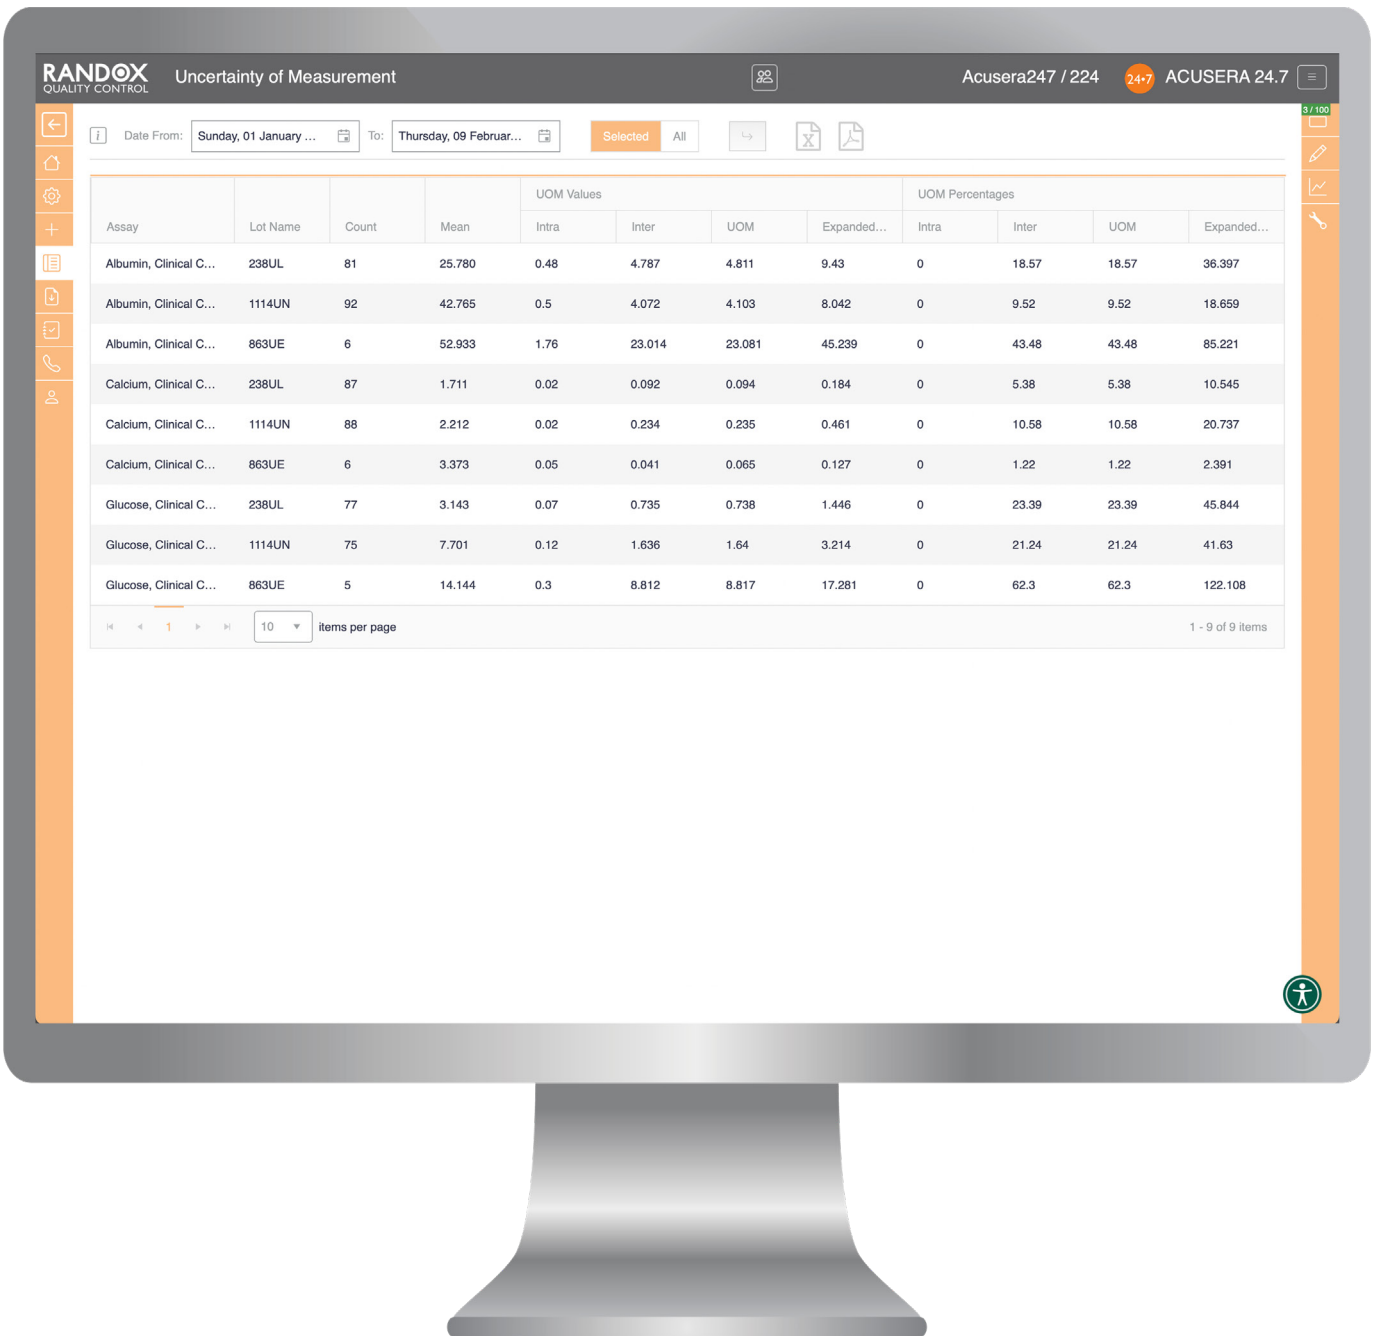 RANDOX
QUALITY CONTROL
Uncertainty of Measurement
Acusera247 / 224
24•7
ACUSERA 24.7
3 / 100
i
Date From:
Sunday, 01 January ...
To:
Thursday, 09 Februar...
Selected
All
UOM Values
UOM Percentages
Assay Lot Name Count Mean Intra Inter UOM Expanded... Intra Inter UOM Expanded...
Albumin, Clinical C... 238UL 81 25.780 0.48 4.787 4.811 9.43 0 18.57 18.57 36.397
Albumin, Clinical C... 1114UN 92 42.765 0.5 4.072 4.103 8.042 0 9.52 9.52 18.659
Albumin, Clinical C... 863UE 6 52.933 1.76 23.014 23.081 45.239 0 43.48 43.48 85.221
Calcium, Clinical C... 238UL 87 1.711 0.02 0.092 0.094 0.184 0 5.38 5.38 10.545
Calcium, Clinical C... 1114UN 88 2.212 0.02 0.234 0.235 0.461 0 10.58 10.58 20.737
Calcium, Clinical C... 863UE 6 3.373 0.05 0.041 0.065 0.127 0 1.22 1.22 2.391
Glucose, Clinical C... 238UL 77 3.143 0.07 0.735 0.738 1.446 0 23.39 23.39 45.844
Glucose, Clinical C... 1114UN 75 7.701 0.12 1.636 1.64 3.214 0 21.24 21.24 41.63
Glucose, Clinical C... 863UE 5 14.144 0.3 8.812 8.817 17.281 0 62.3 62.3 122.108
1
10
items per page
1 - 9 of 9 items